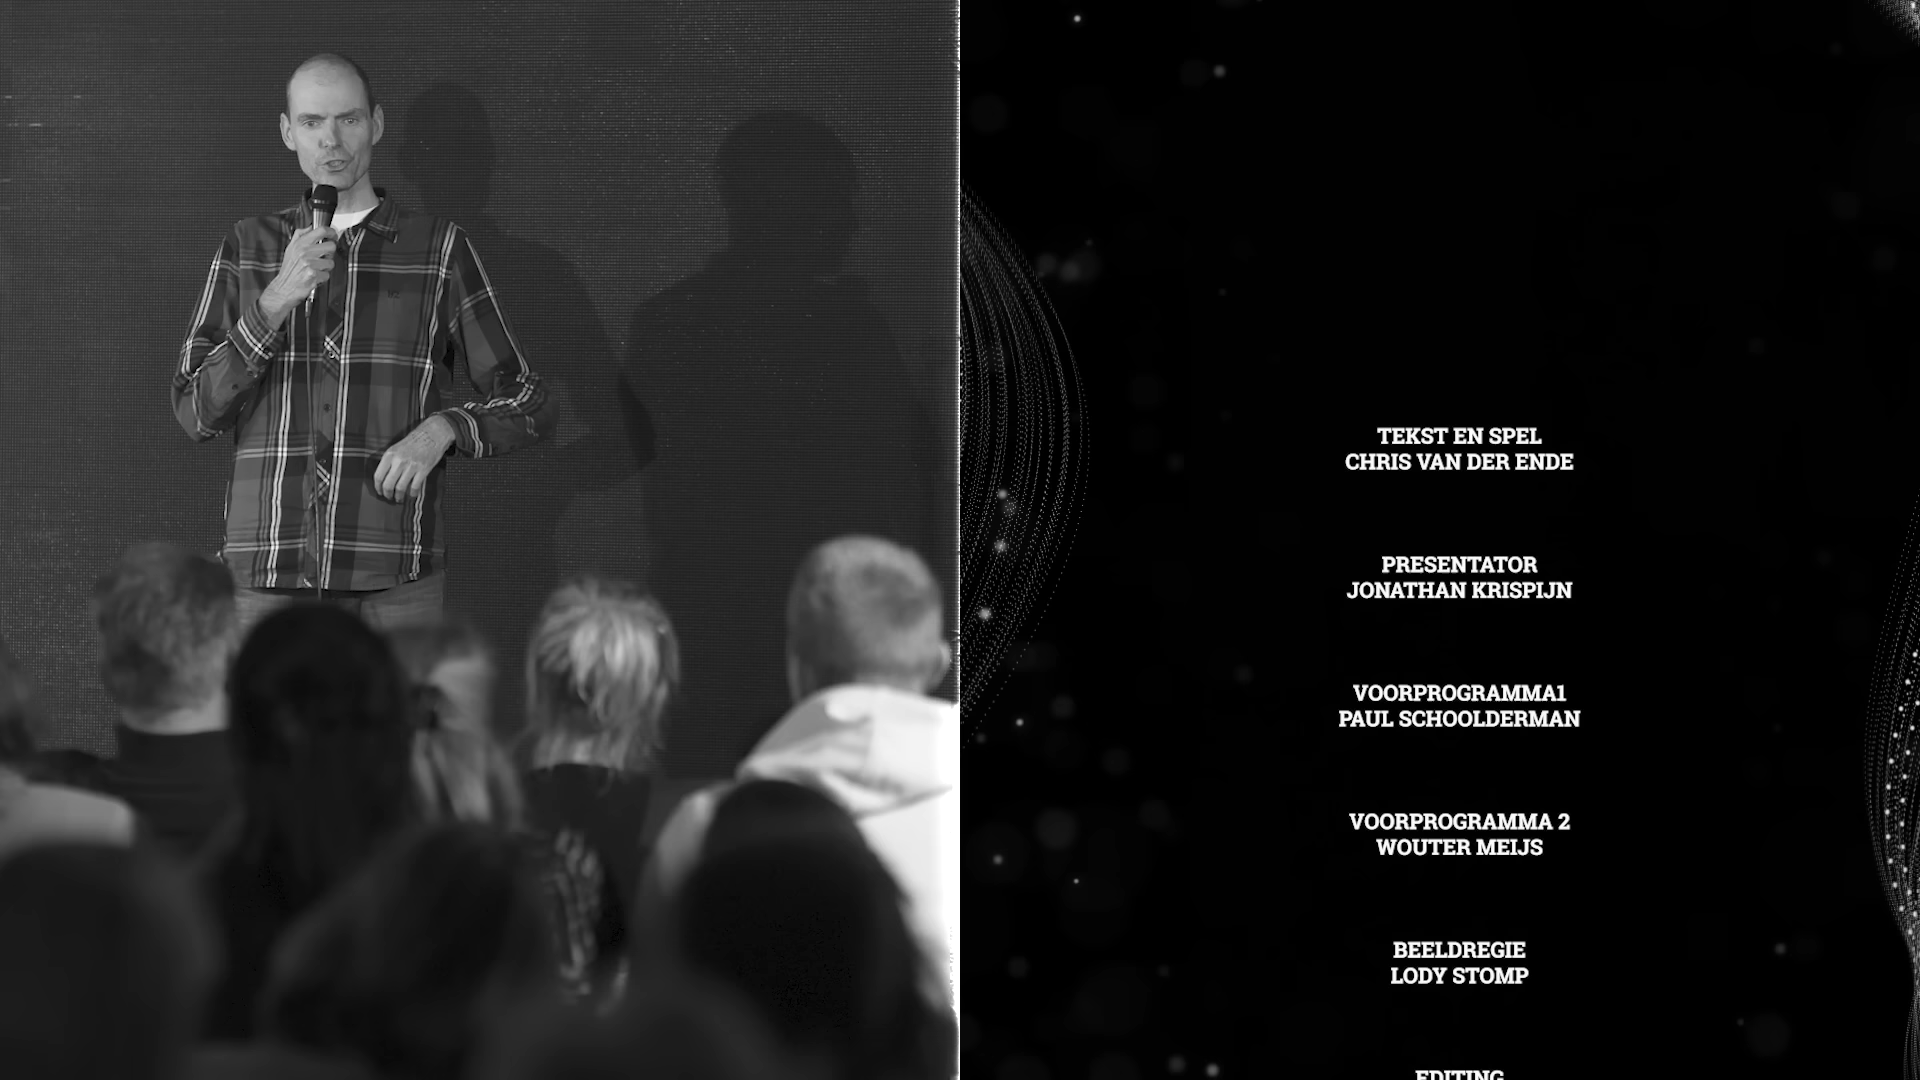 TEKST EN SPEL
CHRIS VAN DER ENDE
PRESENTATOR
JONATHAN KRISPIJN
VOORPROGRAMMA1
PAUL SCHOOLDERMAN
VOORPROGRAMMA 2
WOUTER MEIJS
BEELDREGIE
LODY STOMP
EDITING